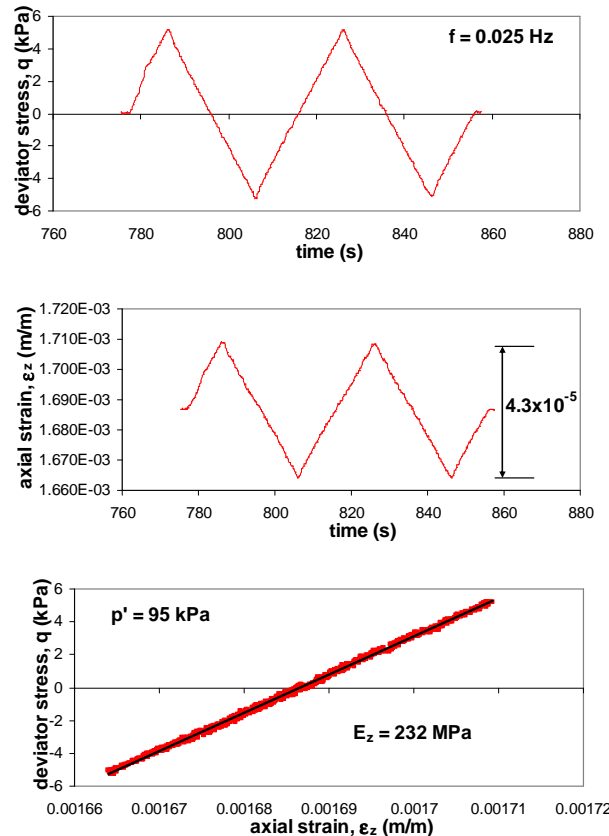 f = 0.025 Hz
deviator stress, q (kPa)
6
4
2
0
-2
-4
-6
760 780 800 820 840 860 880
time (s)
axial strain, εz (m/m)
1.720E-03
1.710E-03
1.700E-03
1.690E-03
1.680E-03
1.670E-03
1.660E-03
4.3x10⁻⁵
760 780 800 820 840 860 880
time (s)
deviator stress, q (kPa)
6
4
2
0
-2
-4
-6
p' = 95 kPa
Ez = 232 MPa
0.00166 0.00167 0.00168 0.00169 0.0017 0.00171 0.00172
axial strain, εz (m/m)